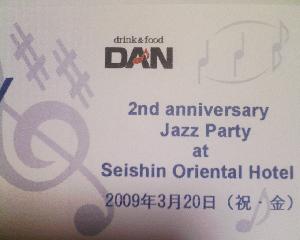 drink & food
DAN
2nd anniversary
Jazz Party
at
Seishin Oriental Hotel
2009年3月20日（祝・金）